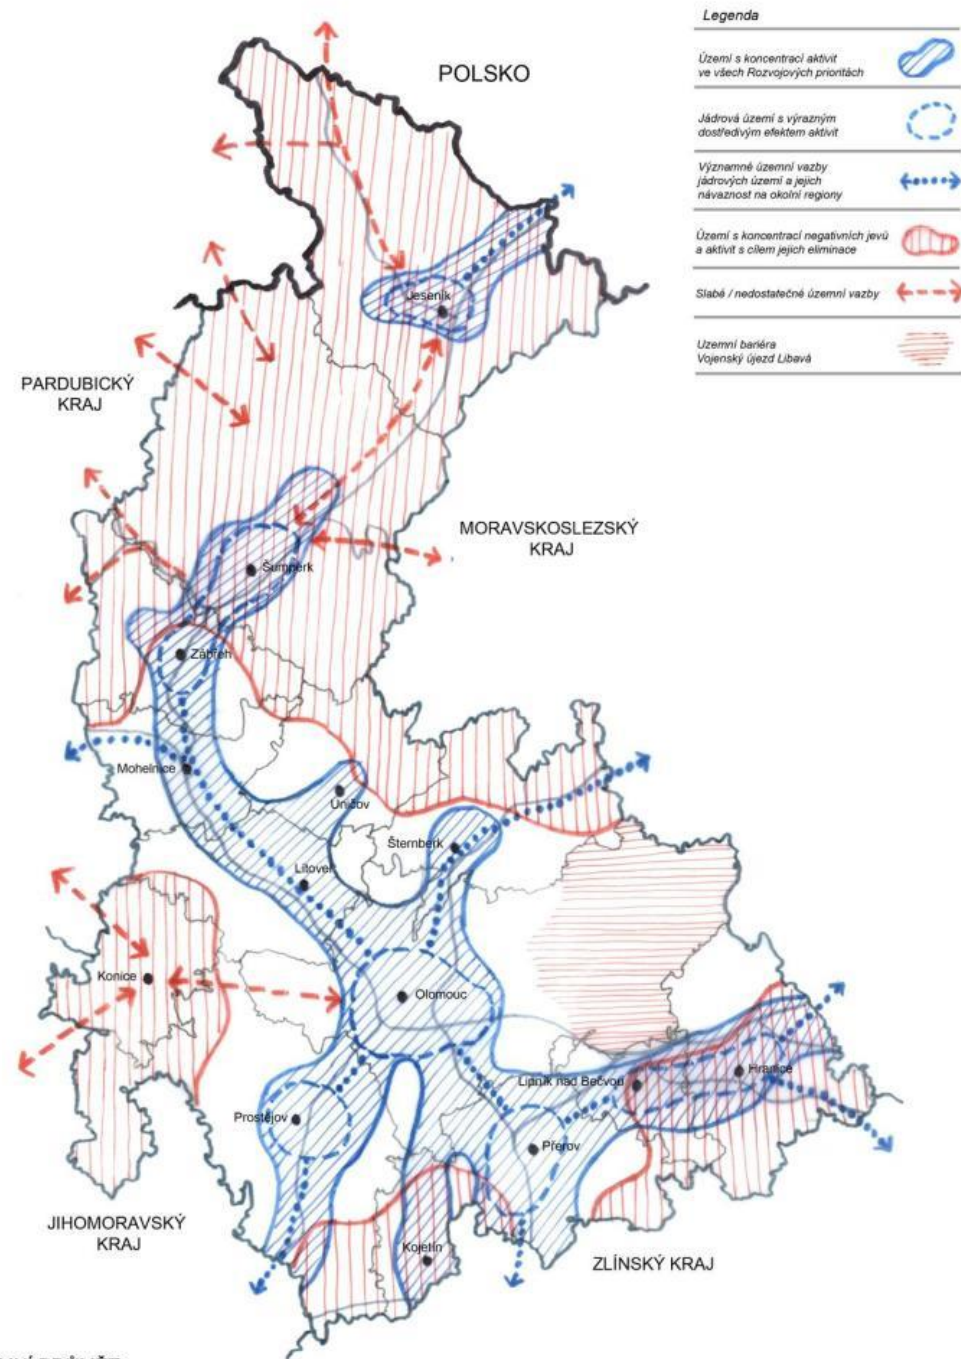 Legenda
POLSKO
Území s koncentrací aktivit
ve všech Rozvojových prioritách
Jádrová území s výrazným
dostředivým efektem aktivit
Významné územní vazby
jádrových území a jejich
návaznost na okolní regiony
Území s koncentrací negativních jevů
a aktivit s cílem jejich eliminace
Slabé / nedostatečné územní vazby
Uzemní bariéra
Vojenský újezd Libavá
Jeseník
PARDUBICKÝ
KRAJ
MORAVSKOSLEZSKÝ
KRAJ
Šumperk
Zábřeh
Mohelnice
Uničov
Šternberk
Litovel
Konice
Olomouc
Lipník nad Bečvou
Hranice
Prostějov
Přerov
JIHOMORAVSKÝ
KRAJ
Kojetín
ZLÍNSKÝ KRAJ